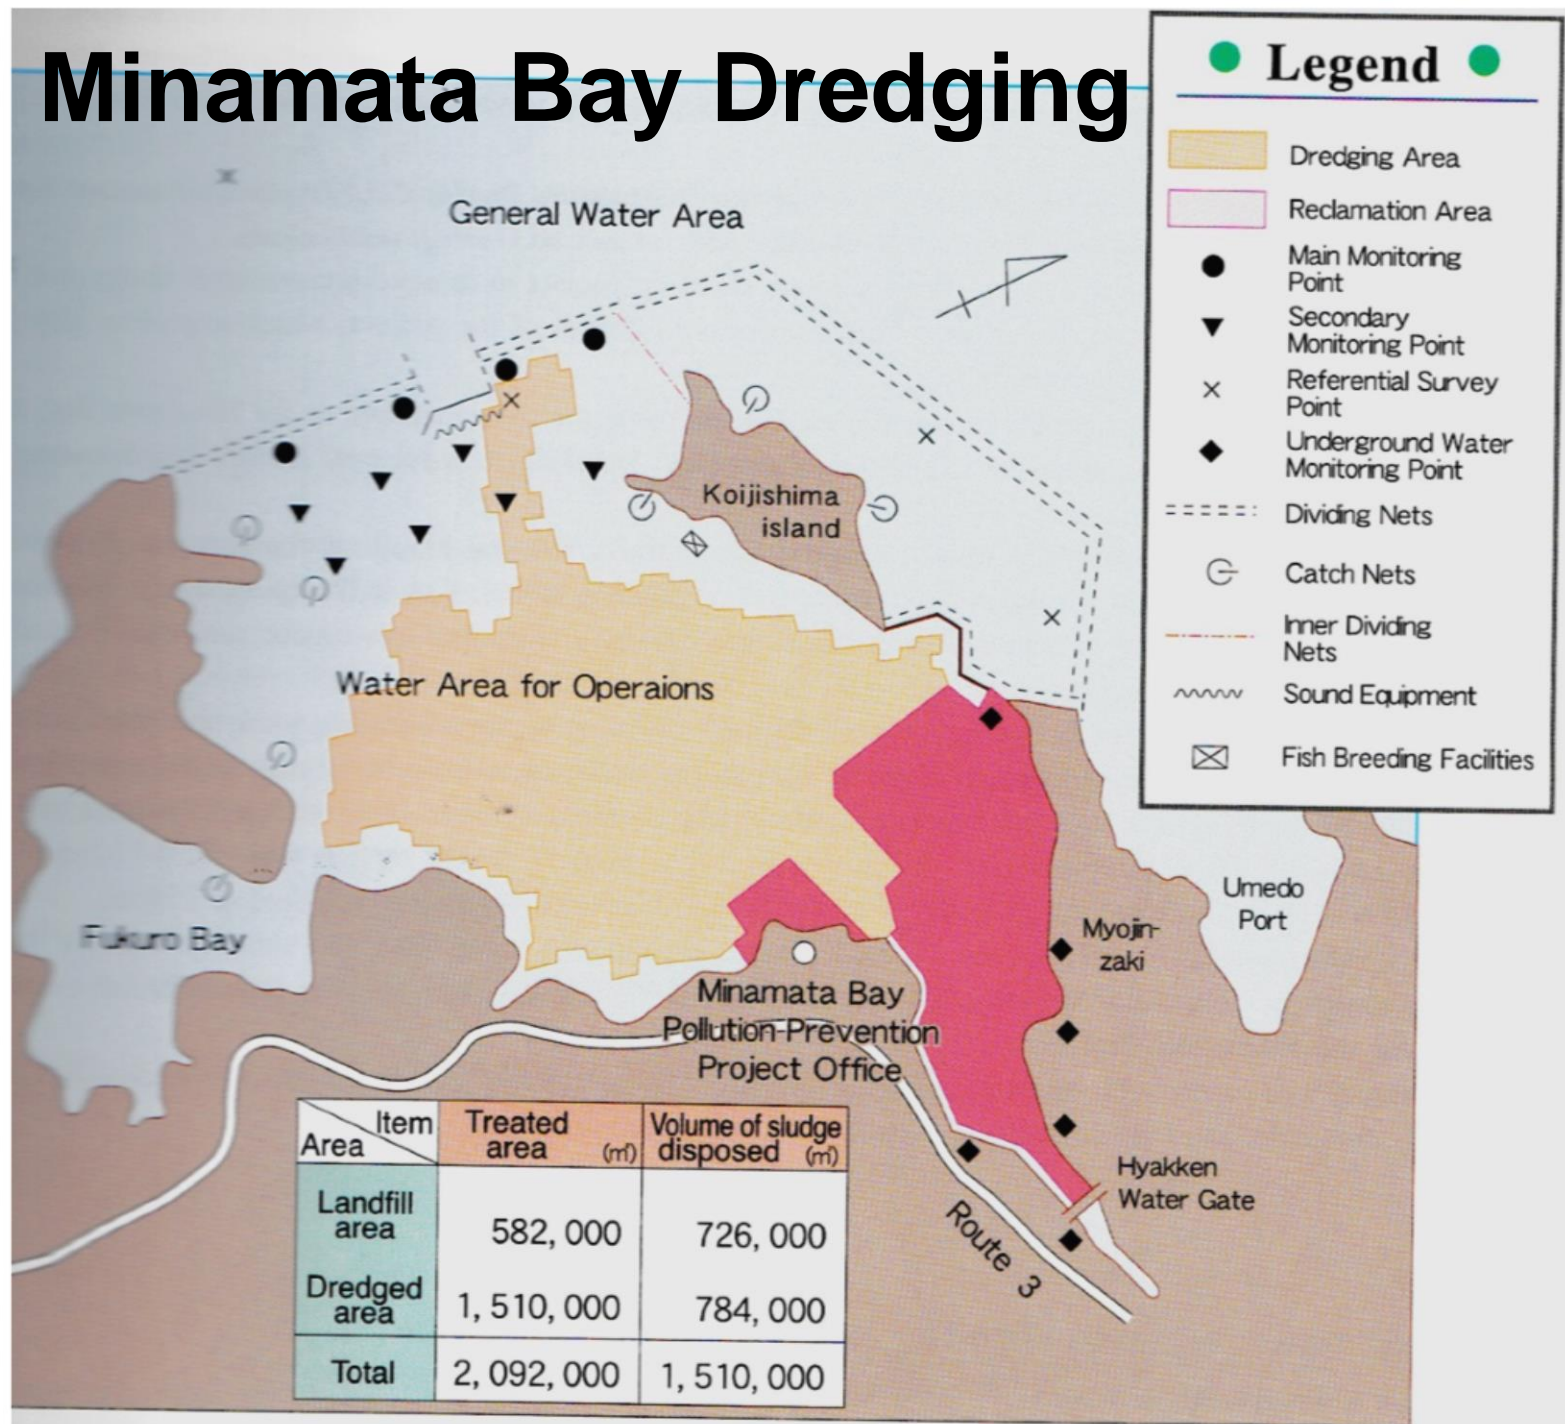 Minamata Bay Dredging
Legend
Dredging Area
Reclamation Area
Main Monitoring
Point
Secondary
Monitoring Point
Referential Survey
Point
Underground Water
Monitoring Point
Dividing Nets
Catch Nets
Inner Dividing
Nets
Sound Equipment
Fish Breeding Facilities
General Water Area
Koijishima
island
Water Area for Operaions
Fukuro Bay
Umedo
Port
Myojin-
zaki
Minamata Bay
Pollution-Prevention
Project Office
Hyakken
Water Gate
Route 3
Item
Area
Treated
area (㎡)
Volume of sludge
disposed (㎥)
Landfill
area
582,000
726,000
Dredged
area
1,510,000
784,000
Total
2,092,000
1,510,000